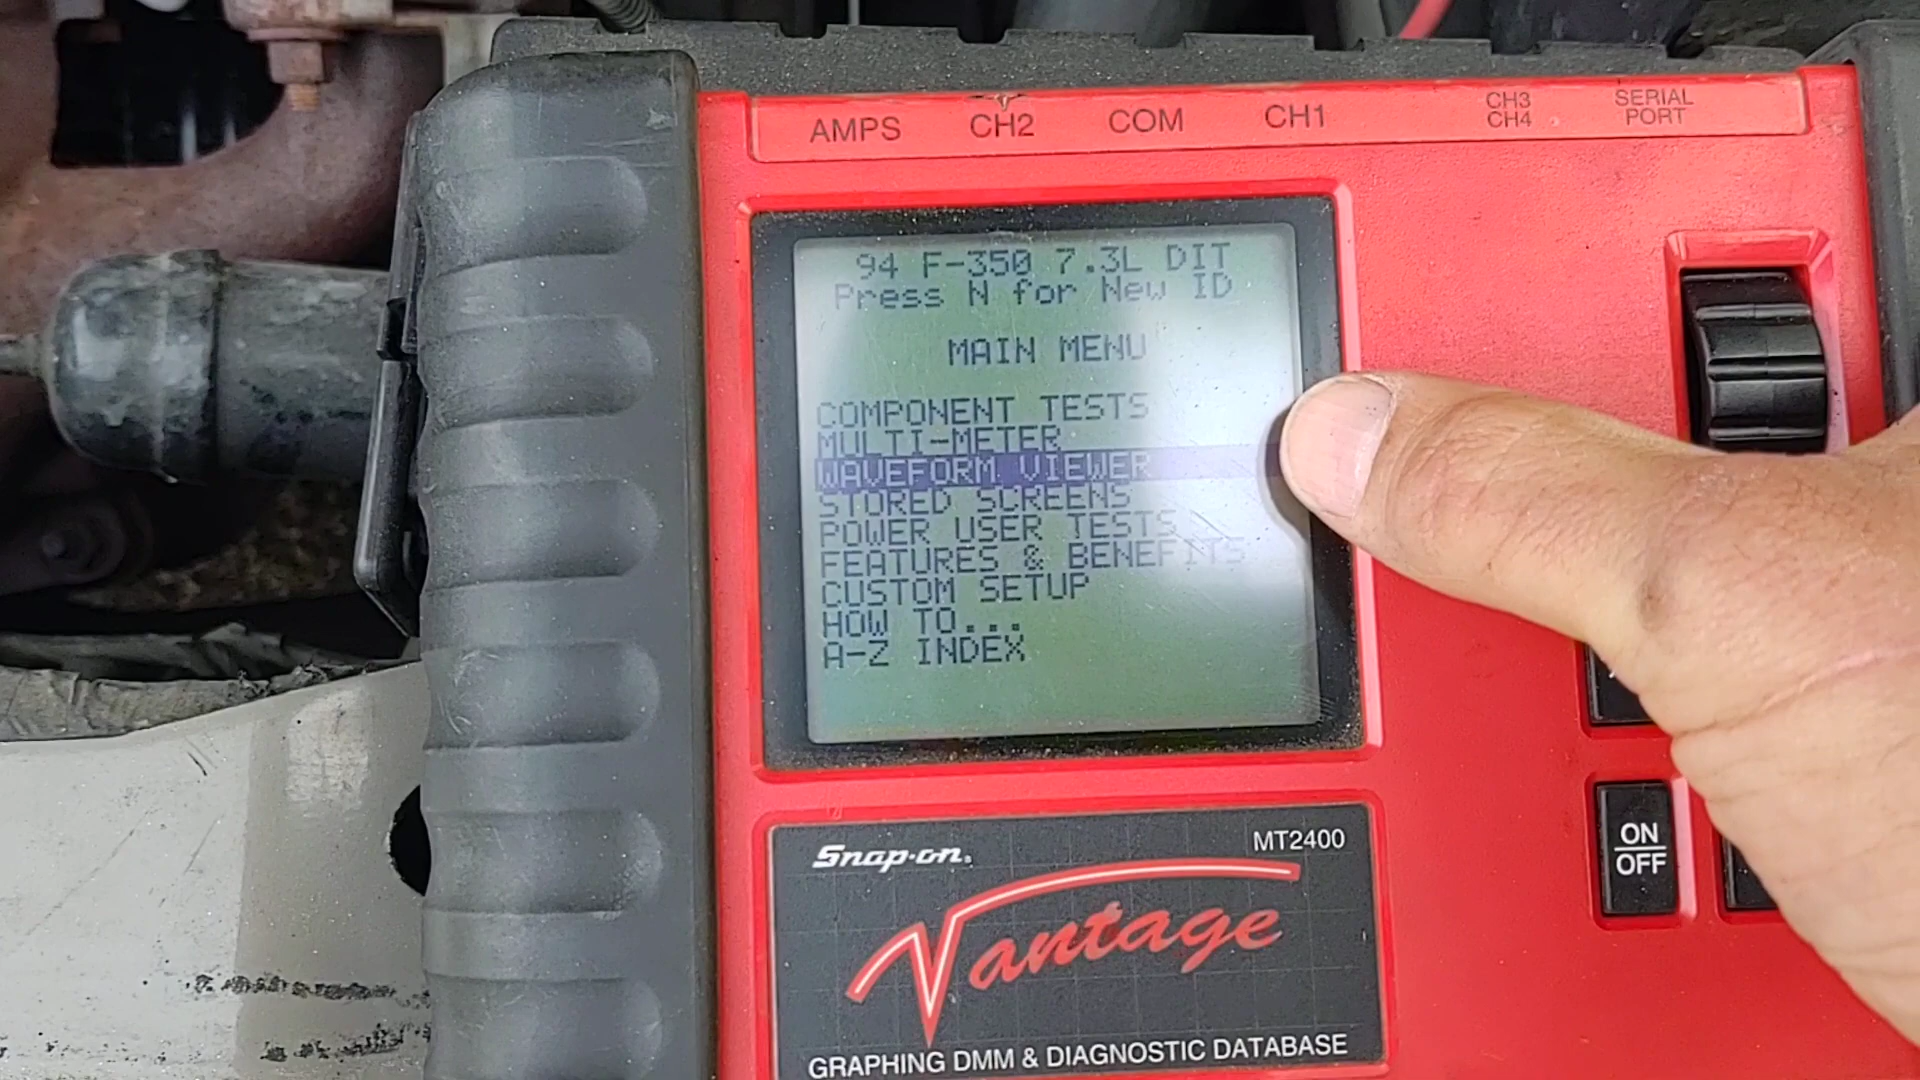 AMPS CH2 COM CH1 CH3 CH4 SERIAL PORT
94 F-350 7.3L DIT
Press N for New ID
MAIN MENU
COMPONENT TESTS
MULTI-METER
WAVEFORM VIEWER
STORED SCREENS
POWER USER TESTS
FEATURES & BENEFITS
CUSTOM SETUP
HOW TO...
A-Z INDEX
ON
OFF
Snap-on® MT2400
Vantage
GRAPHING DMM & DIAGNOSTIC DATABASE